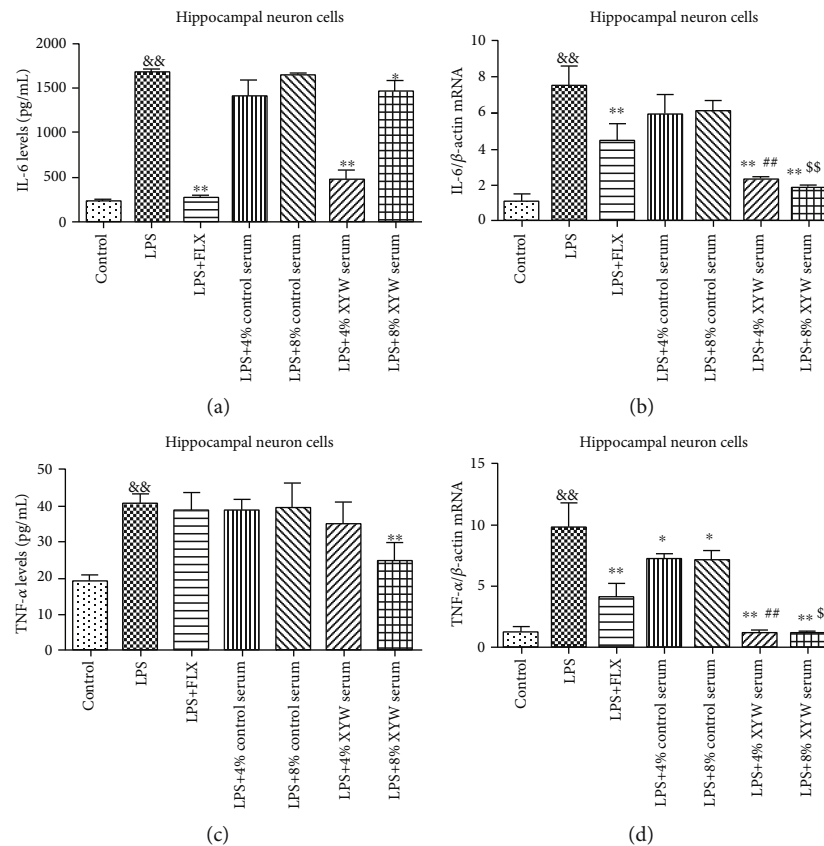 Hippocampal neuron cells
IL-6 levels (pg/mL)
2000
1500
1000
500
0
&&
**
**
*
Control
LPS
LPS+FLX
LPS+4% control serum
LPS+8% control serum
LPS+4% XYW serum
LPS+8% XYW serum
(a)
Hippocampal neuron cells
IL-6/β-actin mRNA
10
8
6
4
2
0
&&
**
** ##
** $$
Control
LPS
LPS+FLX
LPS+4% control serum
LPS+8% control serum
LPS+4% XYW serum
LPS+8% XYW serum
(b)
Hippocampal neuron cells
TNF-α levels (pg/mL)
50
40
30
20
10
0
&&
**
Control
LPS
LPS+FLX
LPS+4% control serum
LPS+8% control serum
LPS+4% XYW serum
LPS+8% XYW serum
(c)
Hippocampal neuron cells
TNF-α/β-actin mRNA
15
10
5
0
&&
**
*
*
** ##
** $
Control
LPS
LPS+FLX
LPS+4% control serum
LPS+8% control serum
LPS+4% XYW serum
LPS+8% XYW serum
(d)